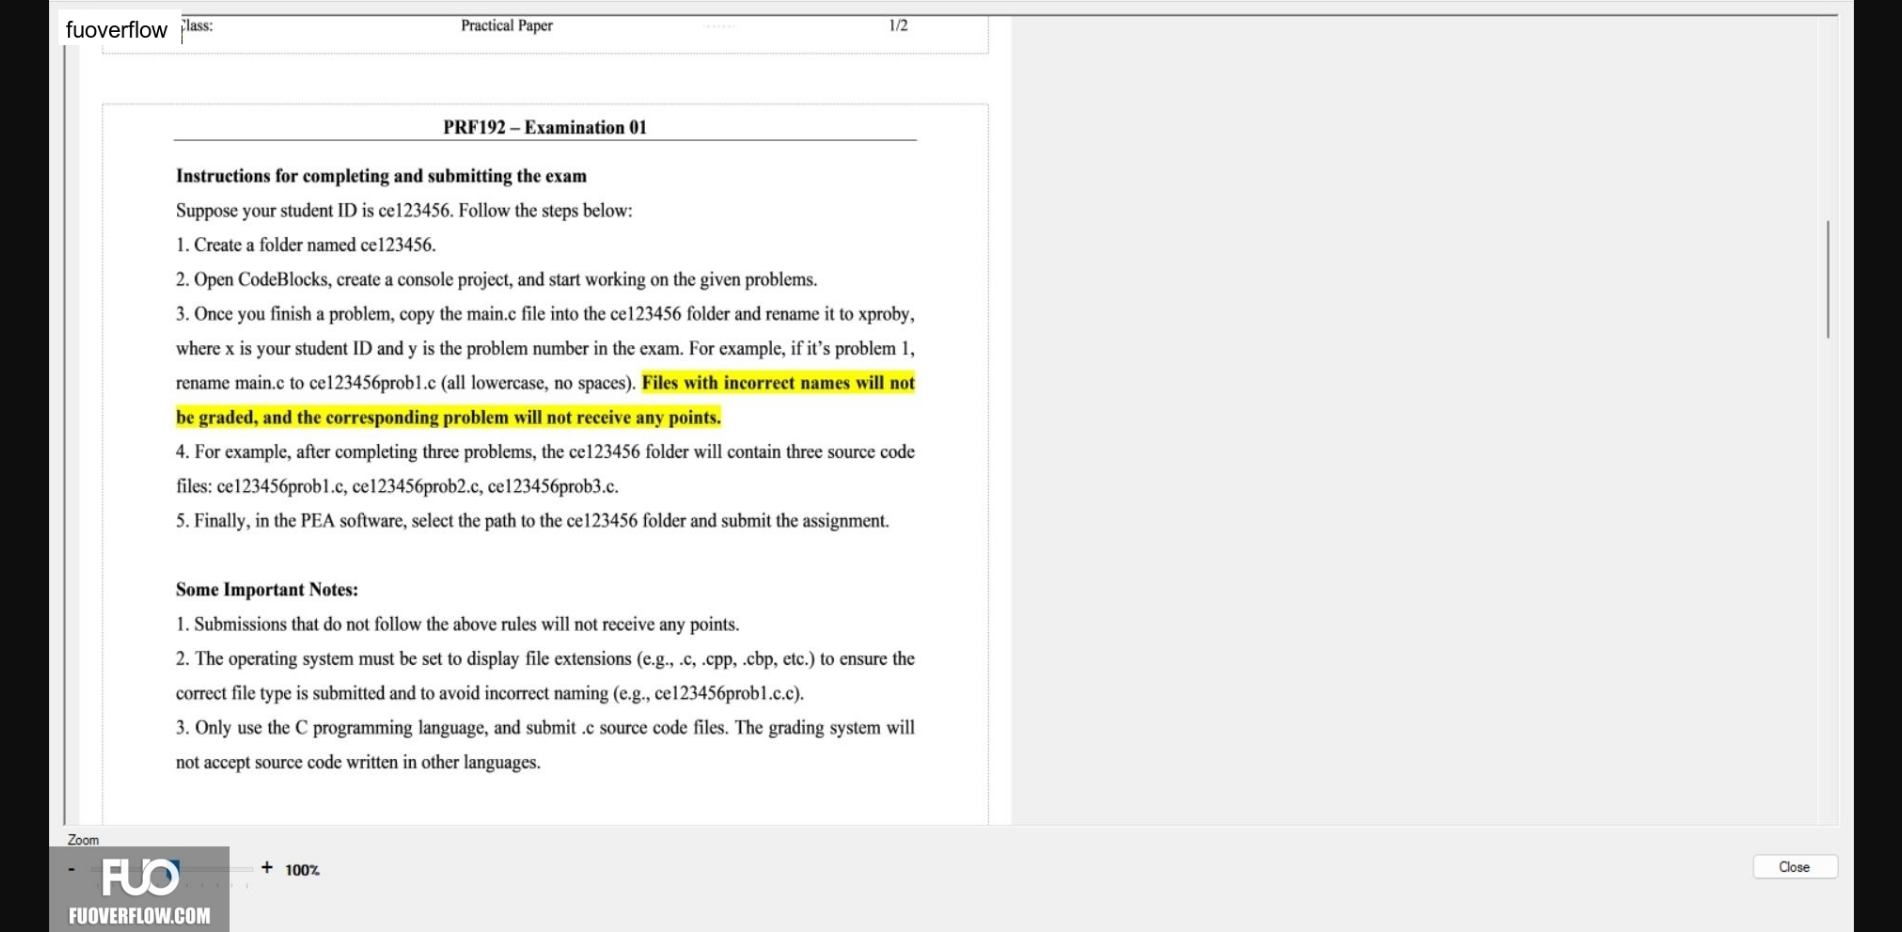 fuoverflow
Class: Practical Paper 1/2
PRF192 – Examination 01
Instructions for completing and submitting the exam
Suppose your student ID is ce123456. Follow the steps below:
1. Create a folder named ce123456.
2. Open CodeBlocks, create a console project, and start working on the given problems.
3. Once you finish a problem, copy the main.c file into the ce123456 folder and rename it to xproby,
where x is your student ID and y is the problem number in the exam. For example, if it’s problem 1,
rename main.c to ce123456prob1.c (all lowercase, no spaces). Files with incorrect names will not
be graded, and the corresponding problem will not receive any points.
4. For example, after completing three problems, the ce123456 folder will contain three source code
files: ce123456prob1.c, ce123456prob2.c, ce123456prob3.c.
5. Finally, in the PEA software, select the path to the ce123456 folder and submit the assignment.
Some Important Notes:
1. Submissions that do not follow the above rules will not receive any points.
2. The operating system must be set to display file extensions (e.g., .c, .cpp, .cbp, etc.) to ensure the
correct file type is submitted and to avoid incorrect naming (e.g., ce123456prob1.c.c).
3. Only use the C programming language, and submit .c source code files. The grading system will
not accept source code written in other languages.
Zoom
- + 100%
Close
FUO
FUOVERFLOW.COM